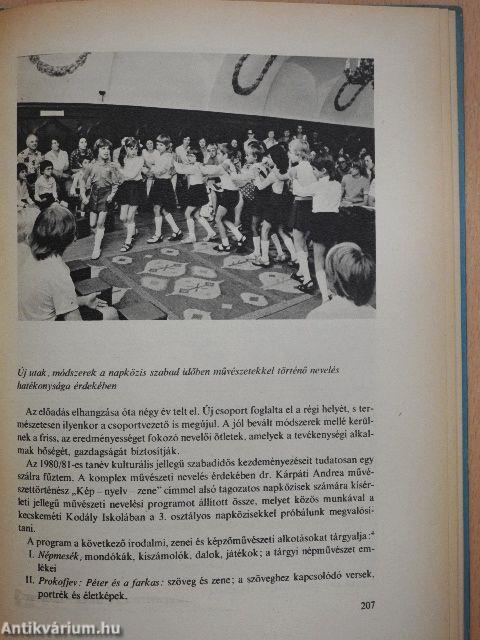 Új utak, módszerek a napközis szabad időben művészetekkel történő nevelés
hatékonysága érdekében
Az előadás elhangzása óta négy év telt el. Új csoport foglalta el a régi helyét, s ter-
mészetesen ilyenkor a csoportvezető is megújul. A jól bevált módszerek mellé kerül-
nek a friss, az eredményességet fokozó nevelői ötletek, amelyek a tevékenységi alkal-
mak bőségét, gazdagságát biztosítják.
Az 1980/81-es tanév kulturális jellegű szabadidős kezdeményezéseit tudatosan egy
szálra fűztem. A komplex művészeti nevelés érdekében dr. Kárpáti Andrea művé-
szettörténész „Kép – nyelv – zene” címmel alsó tagozatos napközisek számára kísér-
leti jellegű művészeti nevelési programot állított össze, melyet közös munkával a
kecskeméti Kodály Iskolában a 3. osztályos napközisekkel próbálunk megvalósí-
tani.
A program a következő irodalmi, zenei és képzőművészeti alkotásokat tárgyalja:⁴
I. Népmesék, mondókák, kiszámolók, dalok, játékok; a tárgyi népművészet em-
lékei
II. Prokofjev: Péter és a farkas: szöveg és zene; a szöveghez kapcsolódó versek,
portrék és életképek.
207
Antikvárium.hu